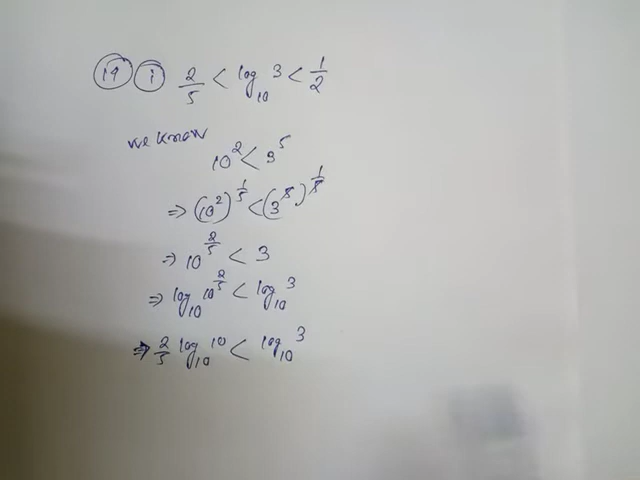 19 i 2/5 < log₁₀ 3 < 1/2
we know
10² < 3⁵
⇒ (10²)^(1/5) < (3⁵)^(1/5)
⇒ 10^(2/5) < 3
⇒ log₁₀ 10^(2/5) < log₁₀ 3
⇒ 2/5 log₁₀ 10 < log₁₀ 3